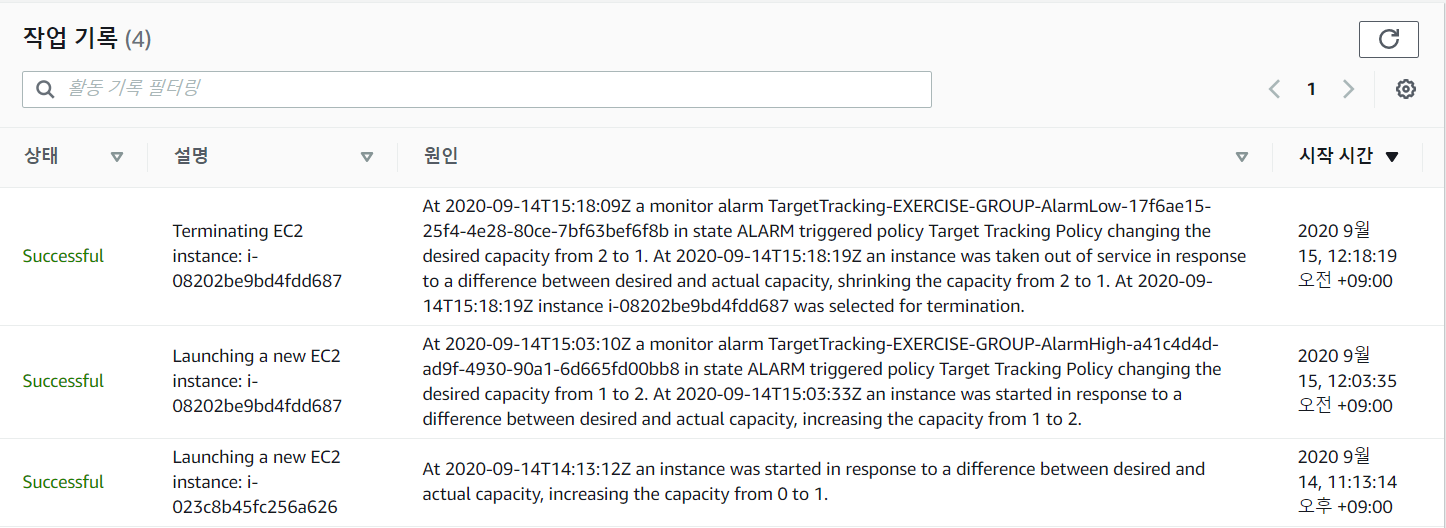 작업 기록 (4)
활동 기록 필터링
1
상태
설명
원인
시작 시간
Successful
Terminating EC2
instance: i-
08202be9bd4fdd687
At 2020-09-14T15:18:09Z a monitor alarm TargetTracking-EXERCISE-GROUP-AlarmLow-17f6ae15-
25f4-4e28-80ce-7bf63bef6f8b in state ALARM triggered policy Target Tracking Policy changing the
desired capacity from 2 to 1. At 2020-09-14T15:18:19Z an instance was taken out of service in response
to a difference between desired and actual capacity, shrinking the capacity from 2 to 1. At 2020-09-
14T15:18:19Z instance i-08202be9bd4fdd687 was selected for termination.
2020 9월
15, 12:18:19
오전 +09:00
Successful
Launching a new EC2
instance: i-
08202be9bd4fdd687
At 2020-09-14T15:03:10Z a monitor alarm TargetTracking-EXERCISE-GROUP-AlarmHigh-a41c4d4d-
ad9f-4930-90a1-6d665fd00bb8 in state ALARM triggered policy Target Tracking Policy changing the
desired capacity from 1 to 2. At 2020-09-14T15:03:33Z an instance was started in response to a
difference between desired and actual capacity, increasing the capacity from 1 to 2.
2020 9월
15, 12:03:35
오전 +09:00
Successful
Launching a new EC2
instance: i-
023c8b45fc256a626
At 2020-09-14T14:13:12Z an instance was started in response to a difference between desired and
actual capacity, increasing the capacity from 0 to 1.
2020 9월
14, 11:13:14
오후 +09:00